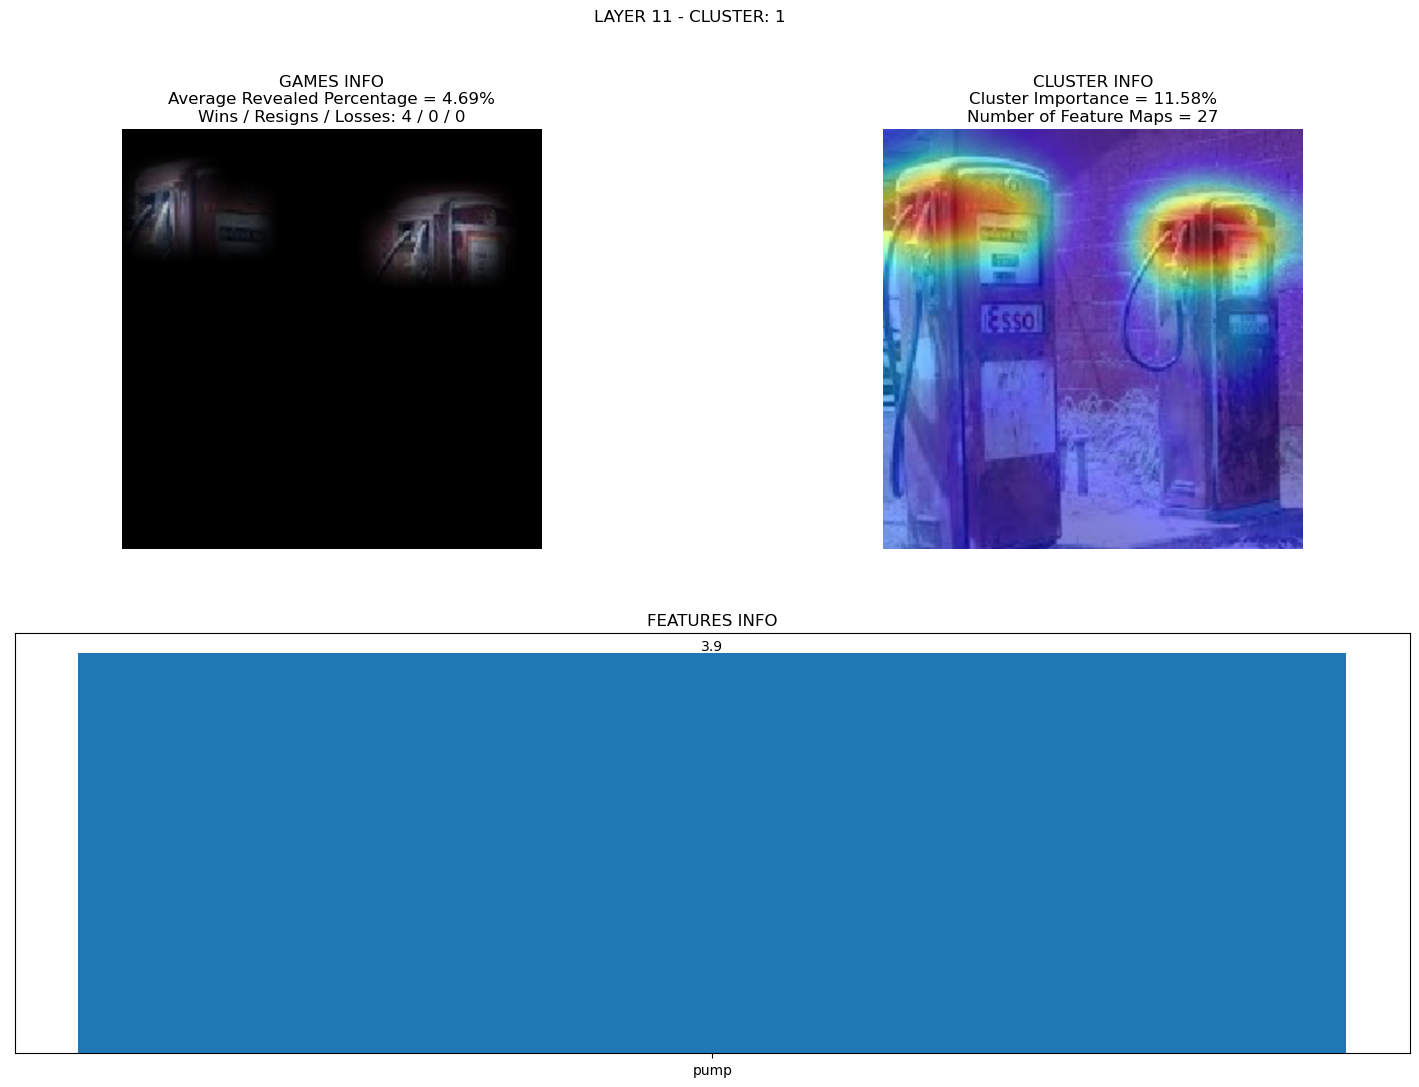 LAYER 11 - CLUSTER: 1
GAMES INFO
Average Revealed Percentage = 4.69%
Wins / Resigns / Losses: 4 / 0 / 0
CLUSTER INFO
Cluster Importance = 11.58%
Number of Feature Maps = 27
ESSO
FEATURES INFO
3.9
pump